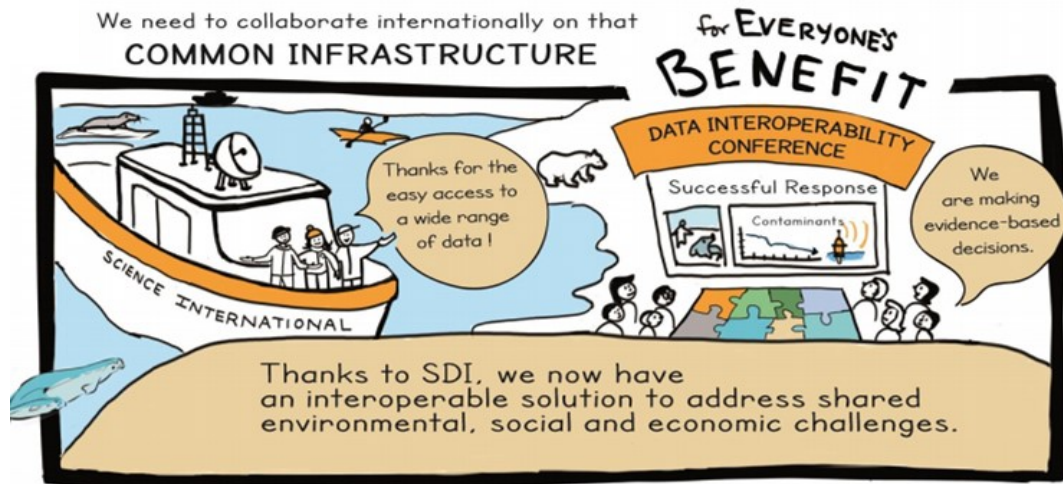 We need to collaborate internationally on that
COMMON INFRASTRUCTURE
for EVERYONE'S
BENEFIT
DATA INTEROPERABILITY
CONFERENCE
Thanks for the
easy access to
a wide range
of data !
Successful Response
Contaminants
We
are making
evidence-based
decisions.
SCIENCE INTERNATIONAL
Thanks to SDI, we now have
an interoperable solution to address shared
environmental, social and economic challenges.